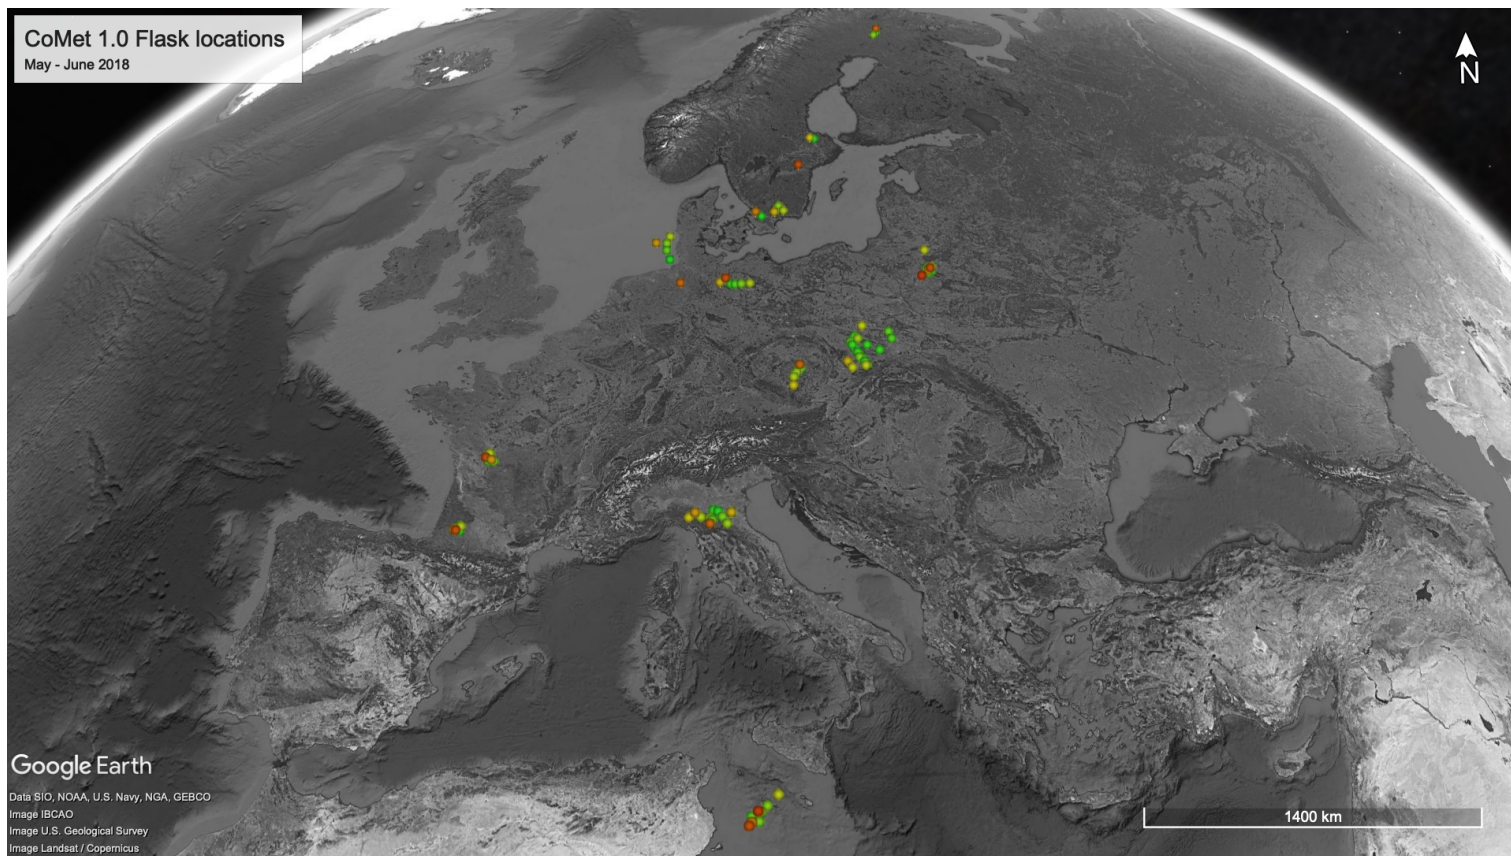 CoMet 1.0 Flask locations
May - June 2018
N
Google Earth
Data SIO, NOAA, U.S. Navy, NGA, GEBCO
Image IBCAO
Image U.S. Geological Survey
Image Landsat / Copernicus
1400 km